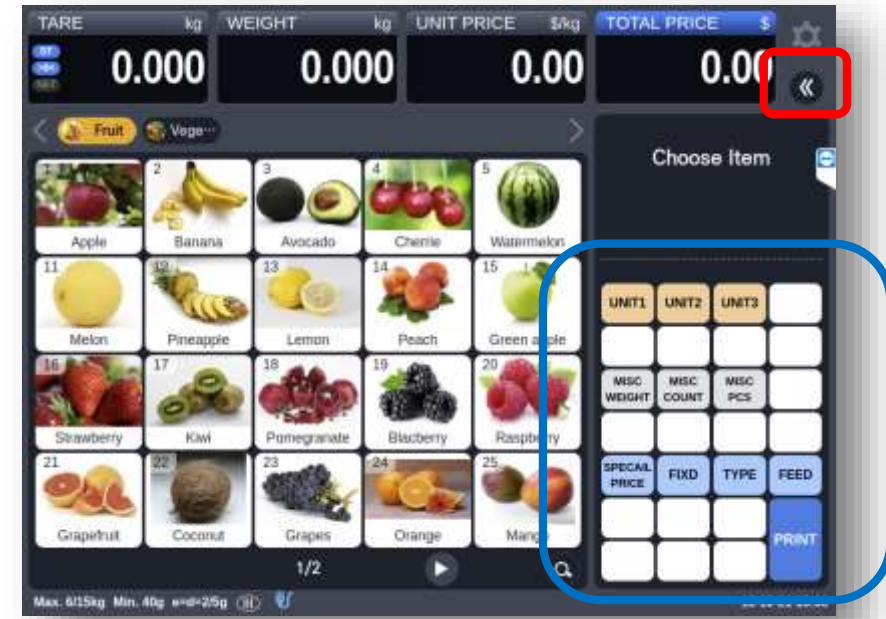 TARE kg WEIGHT kg UNIT PRICE $/kg TOTAL PRICE $
0.000 0.000 0.00 0.00
Fruit Vege···
Choose Item
1 2 3 4 5
Apple Banana Avocado Cherrie Watermelon
11 12 13 14 15
Melon Pineapple Lemon Peach Green apple
16 17 18 19 20
Strawberry Kiwi Pomegranate Blacberry Raspberry
21 22 23 24 25
Grapefruit Coconut Grapes Orange Mango
UNIT1 UNIT2 UNIT3
MISC WEIGHT MISC COUNT MISC PCS
SPECAIL PRICE FIXD TYPE FEED
PRINT
1/2
Max. 6/15kg Min. 40g e=d=2/5g